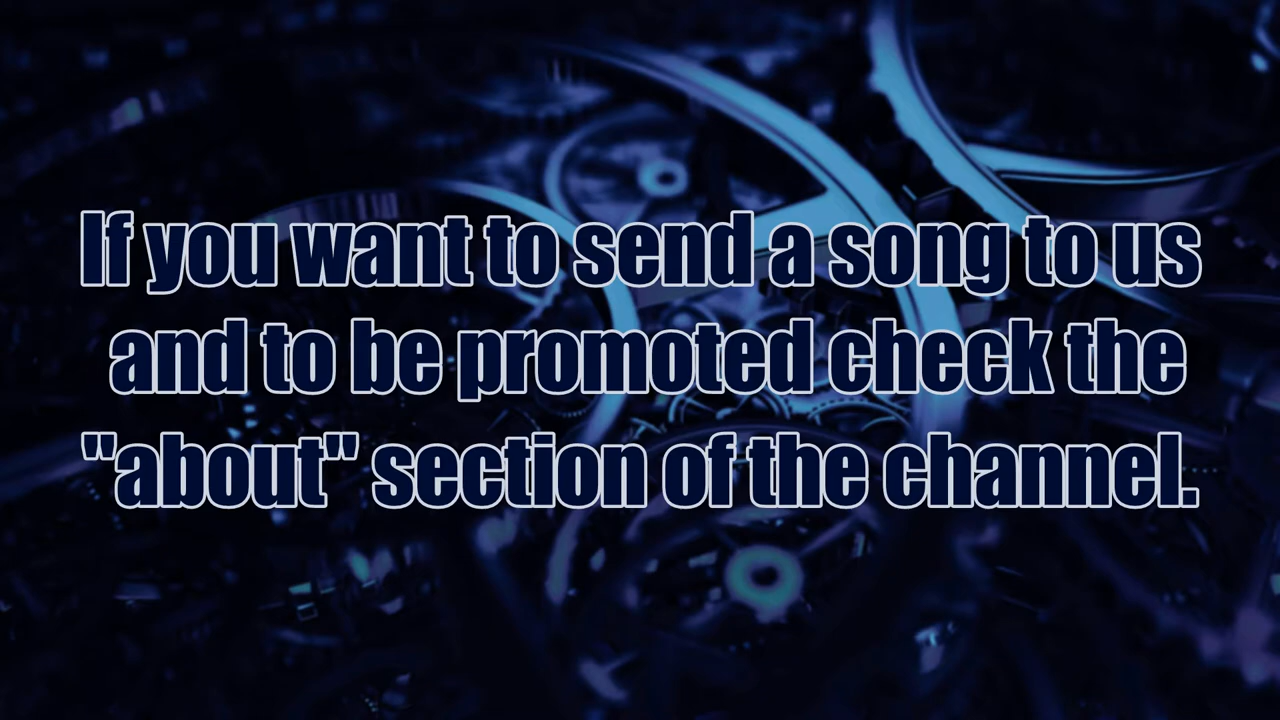 If you want to send a song to us
and to be promoted check the
"about" section of the channel.